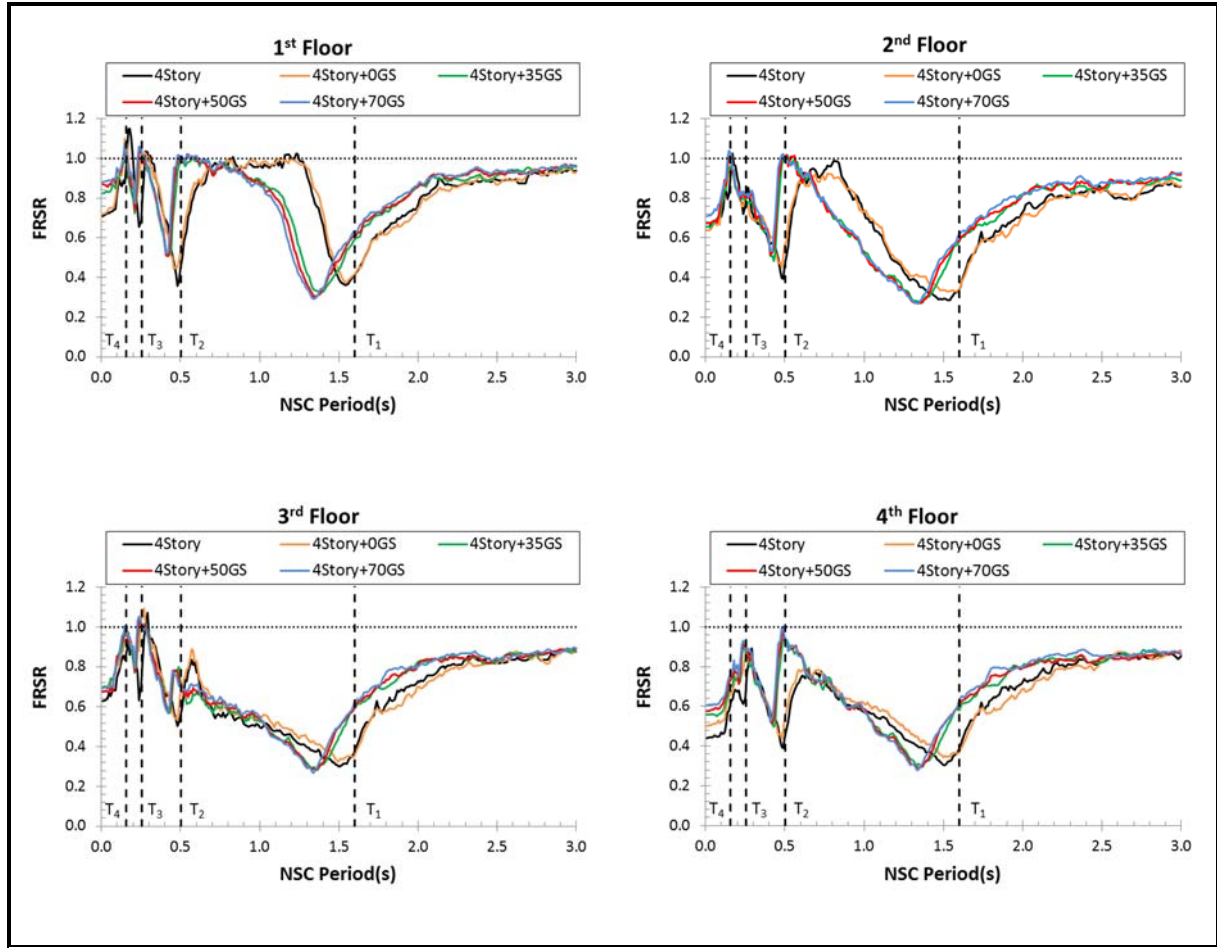 1st Floor
4Story 4Story+0GS 4Story+35GS
4Story+50GS 4Story+70GS
1.2
1.0
0.8
0.6
0.4
0.2
0.0
FRSR
T4 T3 T2 T1
0.0 0.5 1.0 1.5 2.0 2.5 3.0
NSC Period(s)
2nd Floor
4Story 4Story+0GS 4Story+35GS
4Story+50GS 4Story+70GS
1.2
1.0
0.8
0.6
0.4
0.2
0.0
FRSR
T4 T3 T2 T1
0.0 0.5 1.0 1.5 2.0 2.5 3.0
NSC Period(s)
3rd Floor
4Story 4Story+0GS 4Story+35GS
4Story+50GS 4Story+70GS
1.2
1.0
0.8
0.6
0.4
0.2
0.0
FRSR
T4 T3 T2 T1
0.0 0.5 1.0 1.5 2.0 2.5 3.0
NSC Period(s)
4th Floor
4Story 4Story+0GS 4Story+35GS
4Story+50GS 4Story+70GS
1.2
1.0
0.8
0.6
0.4
0.2
0.0
FRSR
T4 T3 T2 T1
0.0 0.5 1.0 1.5 2.0 2.5 3.0
NSC Period(s)